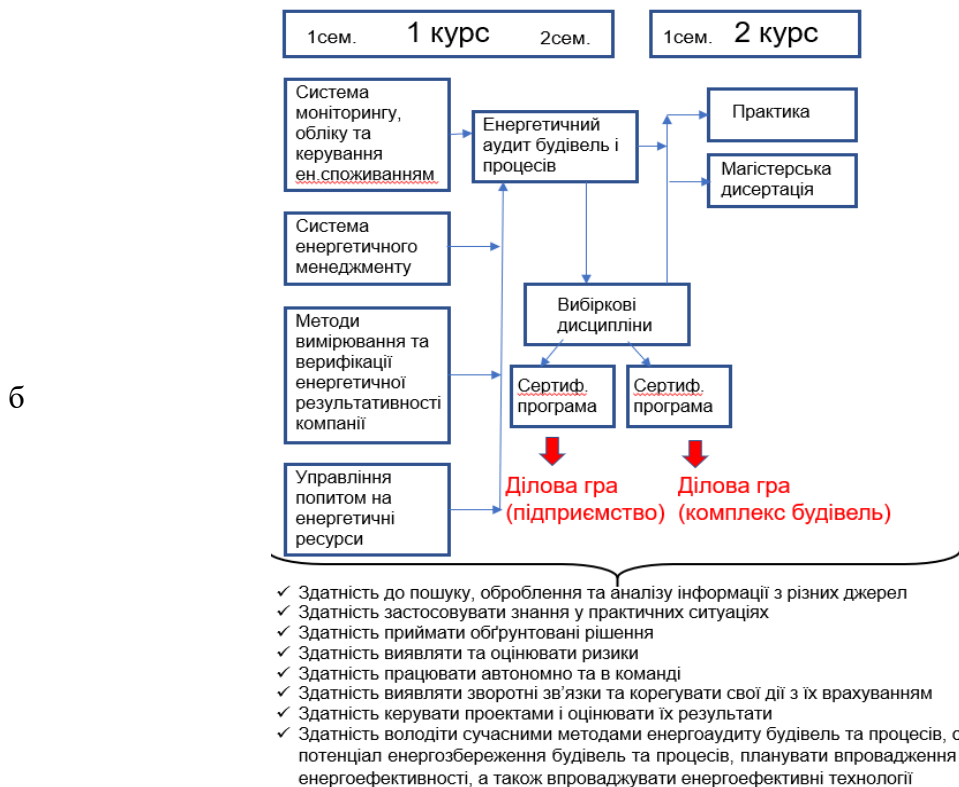 1сем. 1 курс 2сем.
1сем. 2 курс
Система
моніторингу,
обліку та
керування
ен.споживанням
Енергетичний
аудит будівель і
процесів
Практика
Магістерська
дисертація
Система
енергетичного
менеджменту
Вибіркові
дисципліни
Методи
вимірювання та
верифікації
енергетичної
результативності
компанії
б
Сертиф.
програма
Сертиф.
програма
Управління
попитом на
енергетичні
ресурси
Ділова гра
(підприємство)
Ділова гра
(комплекс будівель)
✓ Здатність до пошуку, оброблення та аналізу інформації з різних джерел
✓ Здатність застосовувати знання у практичних ситуаціях
✓ Здатність приймати обґрунтовані рішення
✓ Здатність виявляти та оцінювати ризики
✓ Здатність працювати автономно та в команді
✓ Здатність виявляти зворотні зв’язки та корегувати свої дії з їх врахуванням
✓ Здатність керувати проектами і оцінювати їх результати
✓ Здатність володіти сучасними методами енергоаудиту будівель та процесів,
потенціал енергозбереження будівель та процесів, планувати впровадження
енергоефективності, а також впроваджувати енергоефективні технології